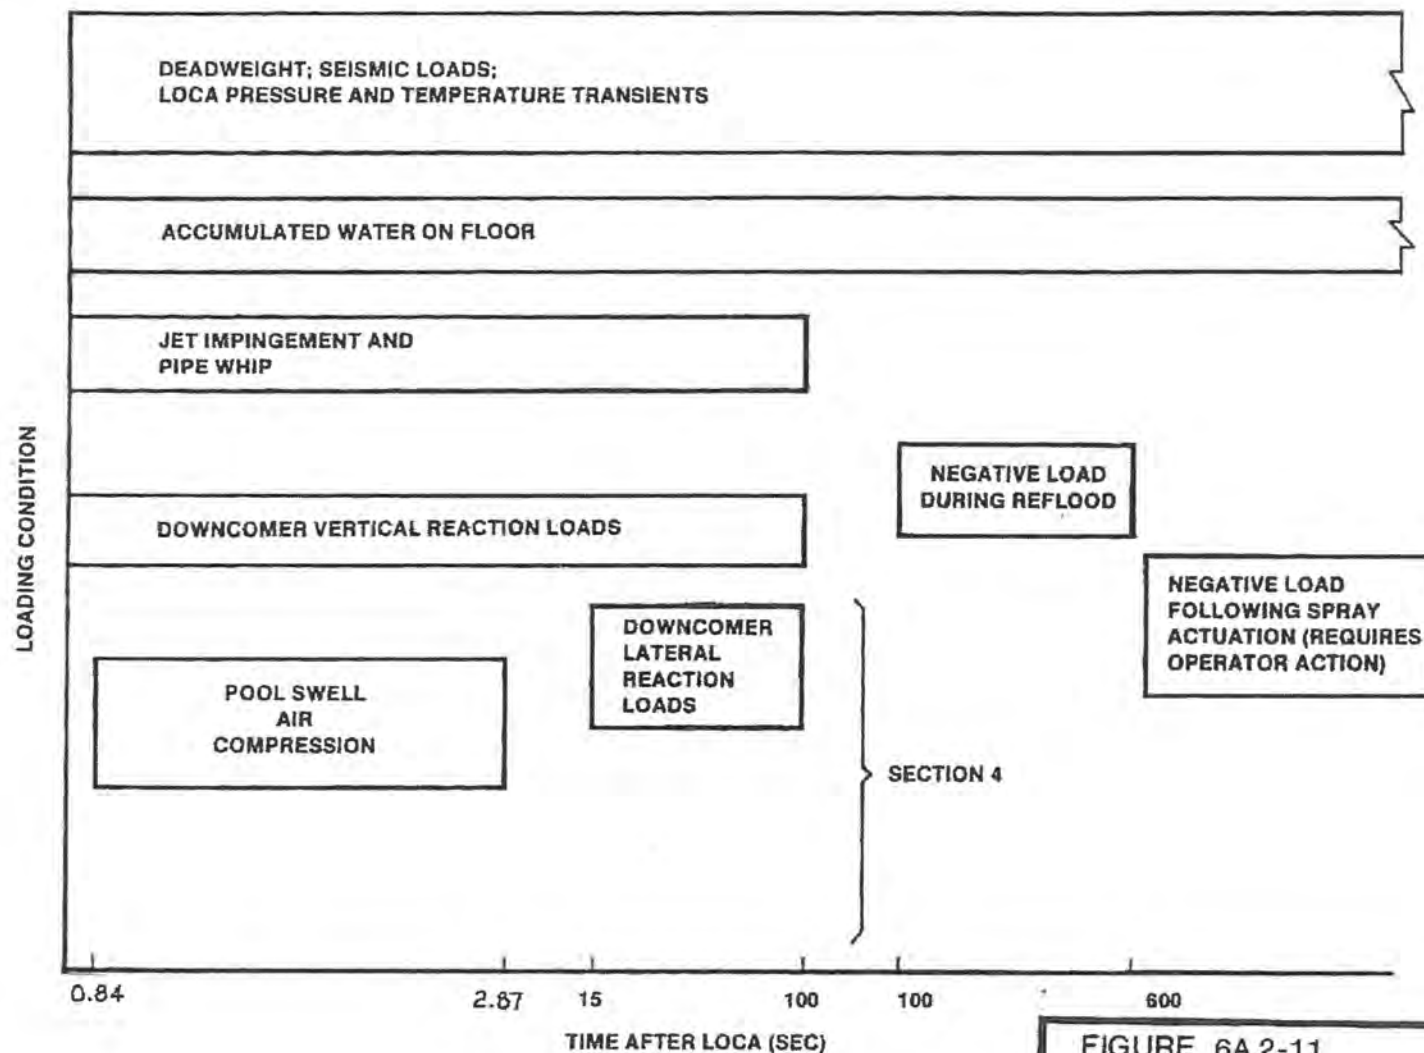 DEADWEIGHT; SEISMIC LOADS;
LOCA PRESSURE AND TEMPERATURE TRANSIENTS
ACCUMULATED WATER ON FLOOR
JET IMPINGEMENT AND
PIPE WHIP
LOADING CONDITION
NEGATIVE LOAD
DURING REFLOOD
DOWNCOMER VERTICAL REACTION LOADS
NEGATIVE LOAD
FOLLOWING SPRAY
ACTUATION (REQUIRES
OPERATOR ACTION)
DOWNCOMER
LATERAL
REACTION
LOADS
POOL SWELL
AIR
COMPRESSION
SECTION 4
0.84 2.87 15 100 100 600
TIME AFTER LOCA (SEC)
FIGURE 6A.2-11